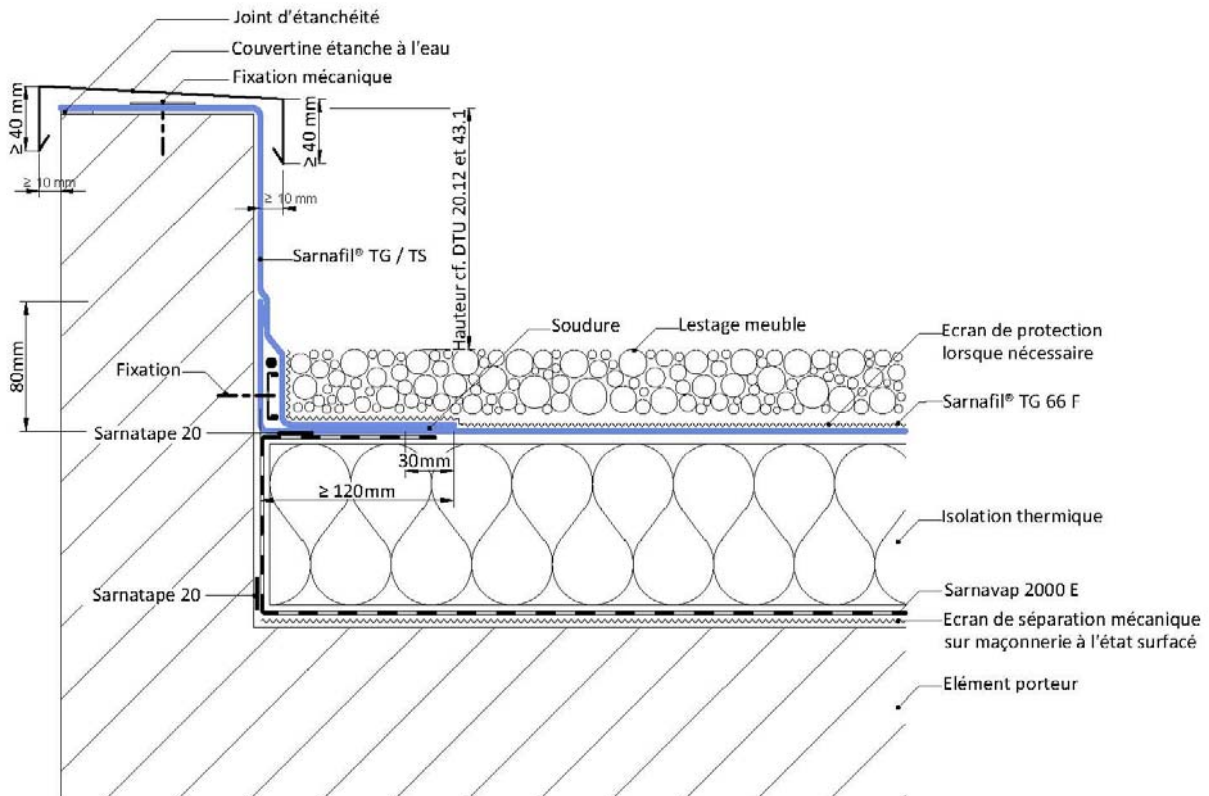 Joint d'étanchéité
Couvertine étanche à l'eau
Fixation mécanique
≥ 40 mm
≥ 40 mm
≥ 10 mm
≥ 10 mm
Hauteur cf. DTU 20.12 et 43.1
Sarnafil® TG / TS
Soudure
Lestage meuble
Ecran de protection
lorsque nécessaire
80mm
Fixation
Sarnafil® TG 66 F
Sarnatape 20
30mm
≥ 120mm
Isolation thermique
Sarnatape 20
Sarnavap 2000 E
Ecran de séparation mécanique
sur maçonnerie à l'état surfacé
Elément porteur